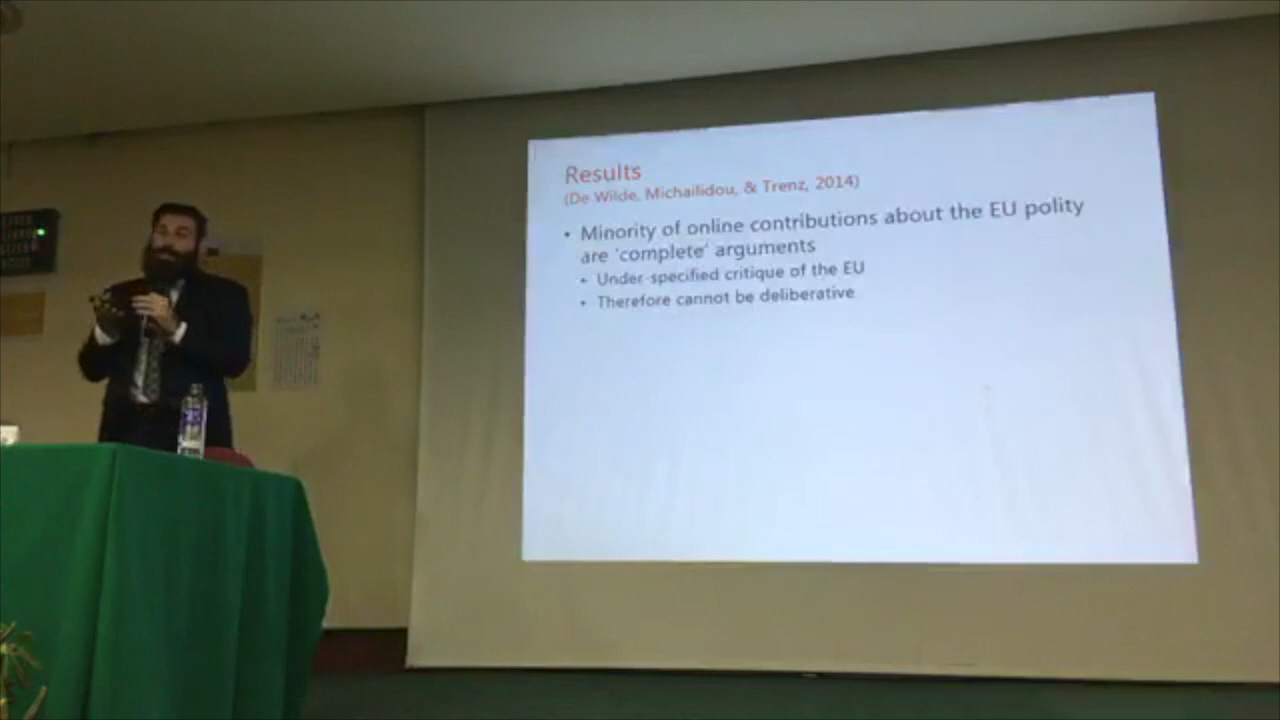 Results
(De Wilde, Michailidou, & Trenz, 2014)
• Minority of online contributions about the EU polity
are 'complete' arguments
• Under-specified critique of the EU
• Therefore cannot be deliberative